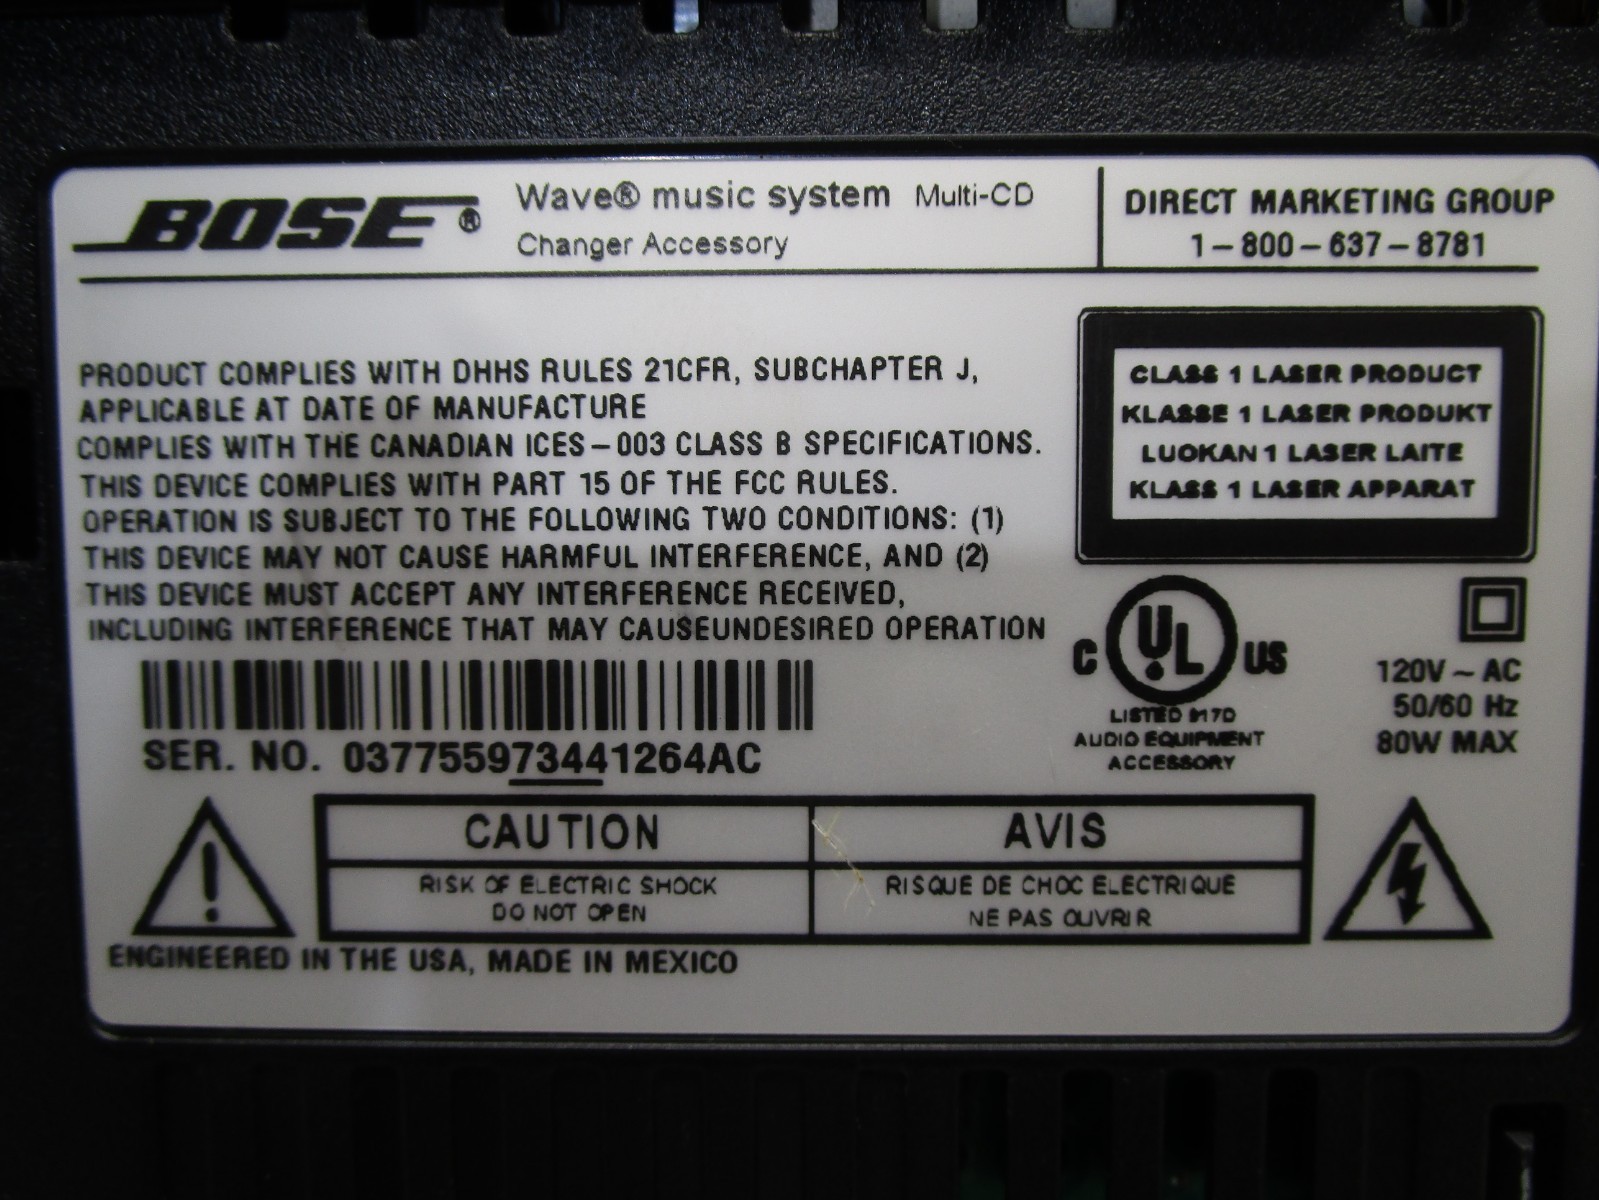 BOSE® Wave® music system Multi-CD
Changer Accessory
DIRECT MARKETING GROUP
1-800-637-8781
PRODUCT COMPLIES WITH DHHS RULES 21CFR, SUBCHAPTER J,
APPLICABLE AT DATE OF MANUFACTURE
COMPLIES WITH THE CANADIAN ICES-003 CLASS B SPECIFICATIONS.
THIS DEVICE COMPLIES WITH PART 15 OF THE FCC RULES.
OPERATION IS SUBJECT TO THE FOLLOWING TWO CONDITIONS: (1)
THIS DEVICE MAY NOT CAUSE HARMFUL INTERFERENCE, AND (2)
THIS DEVICE MUST ACCEPT ANY INTERFERENCE RECEIVED,
INCLUDING INTERFERENCE THAT MAY CAUSEUNDESIRED OPERATION
CLASS 1 LASER PRODUCT
KLASSE 1 LASER PRODUKT
LUOKAN 1 LASER LAITE
KLASS 1 LASER APPARAT
C UL US
LISTED 917D
AUDIO EQUIPMENT
ACCESSORY
120V ~ AC
50/60 Hz
80W MAX
SER. NO. 037755973441264AC
CAUTION
RISK OF ELECTRIC SHOCK
DO NOT OPEN
AVIS
RISQUE DE CHOC ELECTRIQUE
NE PAS OUVRIR
ENGINEERED IN THE USA, MADE IN MEXICO